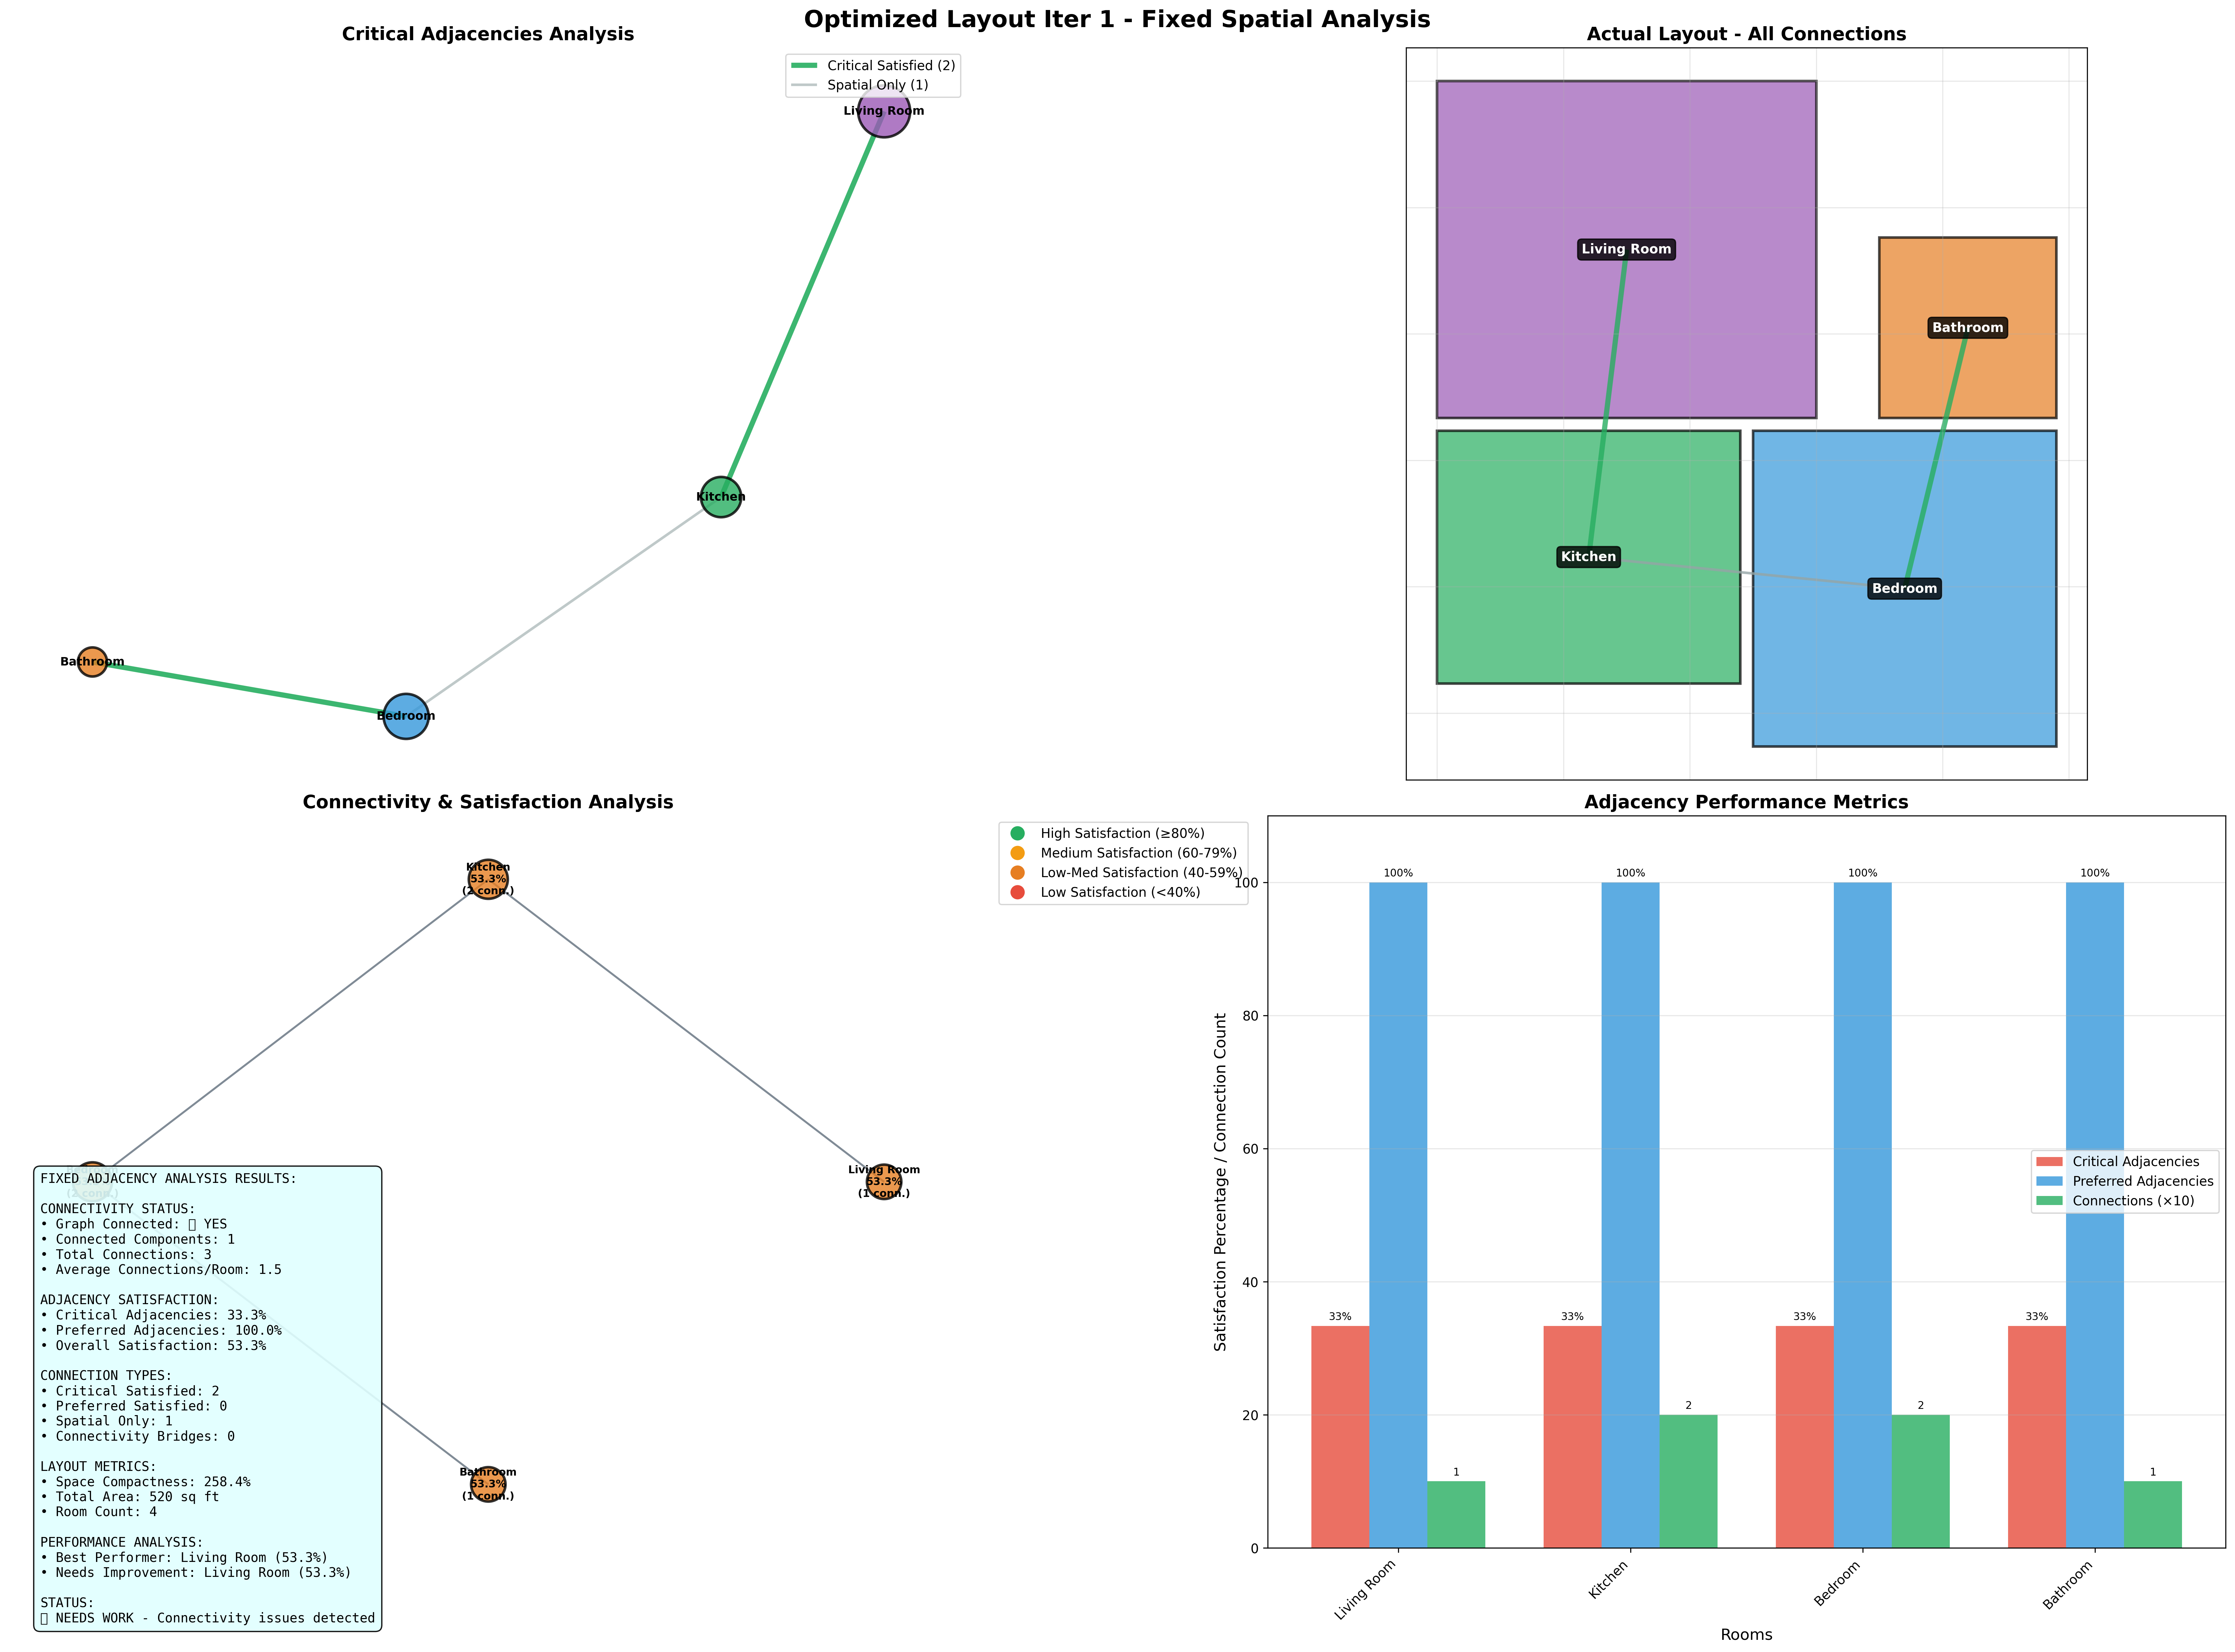 Optimized Layout Iter 1 - Fixed Spatial Analysis
Critical Adjacencies Analysis
Critical Satisfied (2)
Spatial Only (1)
Living Room
Kitchen
Bathroom
Bedroom
Actual Layout - All Connections
Living Room
Bathroom
Kitchen
Bedroom
Connectivity & Satisfaction Analysis
High Satisfaction (≥80%)
Medium Satisfaction (60-79%)
Low-Med Satisfaction (40-59%)
Low Satisfaction (<40%)
Kitchen
53.3%
(2 conn.)
Living Room
53.3%
(1 conn.)
(2 conn.)
Bathroom
53.3%
(1 conn.)
FIXED ADJACENCY ANALYSIS RESULTS:
CONNECTIVITY STATUS:
• Graph Connected: ▯ YES
• Connected Components: 1
• Total Connections: 3
• Average Connections/Room: 1.5
ADJACENCY SATISFACTION:
• Critical Adjacencies: 33.3%
• Preferred Adjacencies: 100.0%
• Overall Satisfaction: 53.3%
CONNECTION TYPES:
• Critical Satisfied: 2
• Preferred Satisfied: 0
• Spatial Only: 1
• Connectivity Bridges: 0
LAYOUT METRICS:
• Space Compactness: 258.4%
• Total Area: 520 sq ft
• Room Count: 4
PERFORMANCE ANALYSIS:
• Best Performer: Living Room (53.3%)
• Needs Improvement: Living Room (53.3%)
STATUS:
▯ NEEDS WORK - Connectivity issues detected
Adjacency Performance Metrics
Satisfaction Percentage / Connection Count
100
80
60
40
20
0
100%
100%
100%
100%
33%
33%
33%
33%
1
2
2
1
Critical Adjacencies
Preferred Adjacencies
Connections (×10)
Living Room
Kitchen
Bedroom
Bathroom
Rooms